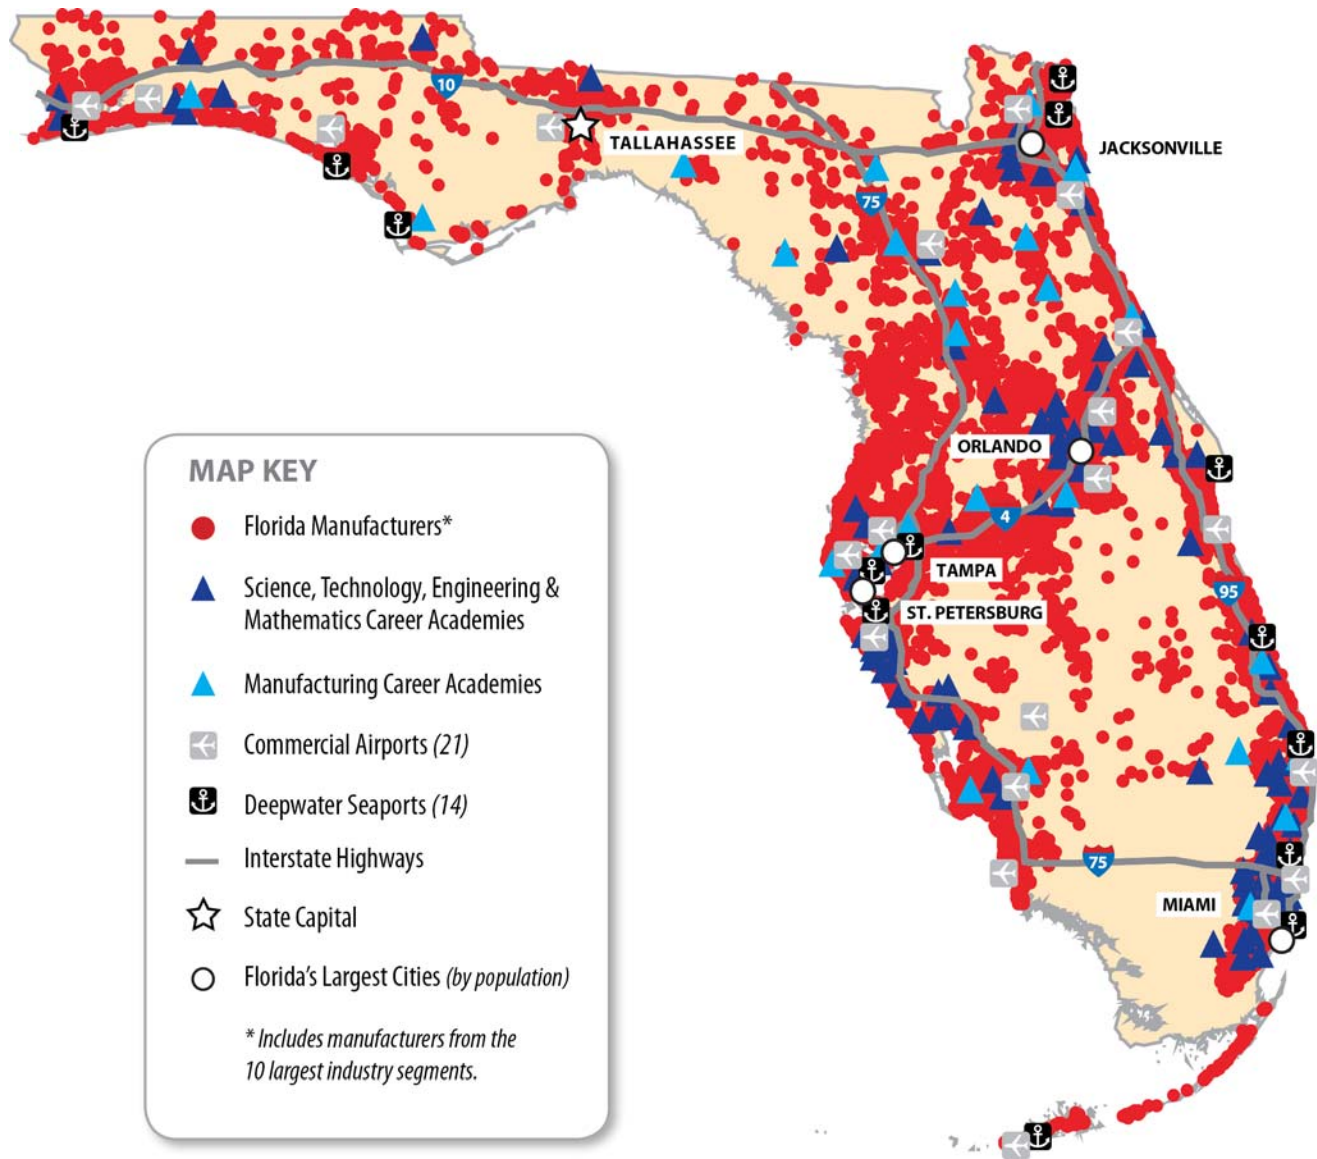 10
TALLAHASSEE
JACKSONVILLE
75
ORLANDO
4
TAMPA
95
ST. PETERSBURG
75
MIAMI
MAP KEY
Florida Manufacturers*
Science, Technology, Engineering &
Mathematics Career Academies
Manufacturing Career Academies
Commercial Airports (21)
Deepwater Seaports (14)
Interstate Highways
State Capital
Florida's Largest Cities (by population)
* Includes manufacturers from the
10 largest industry segments.